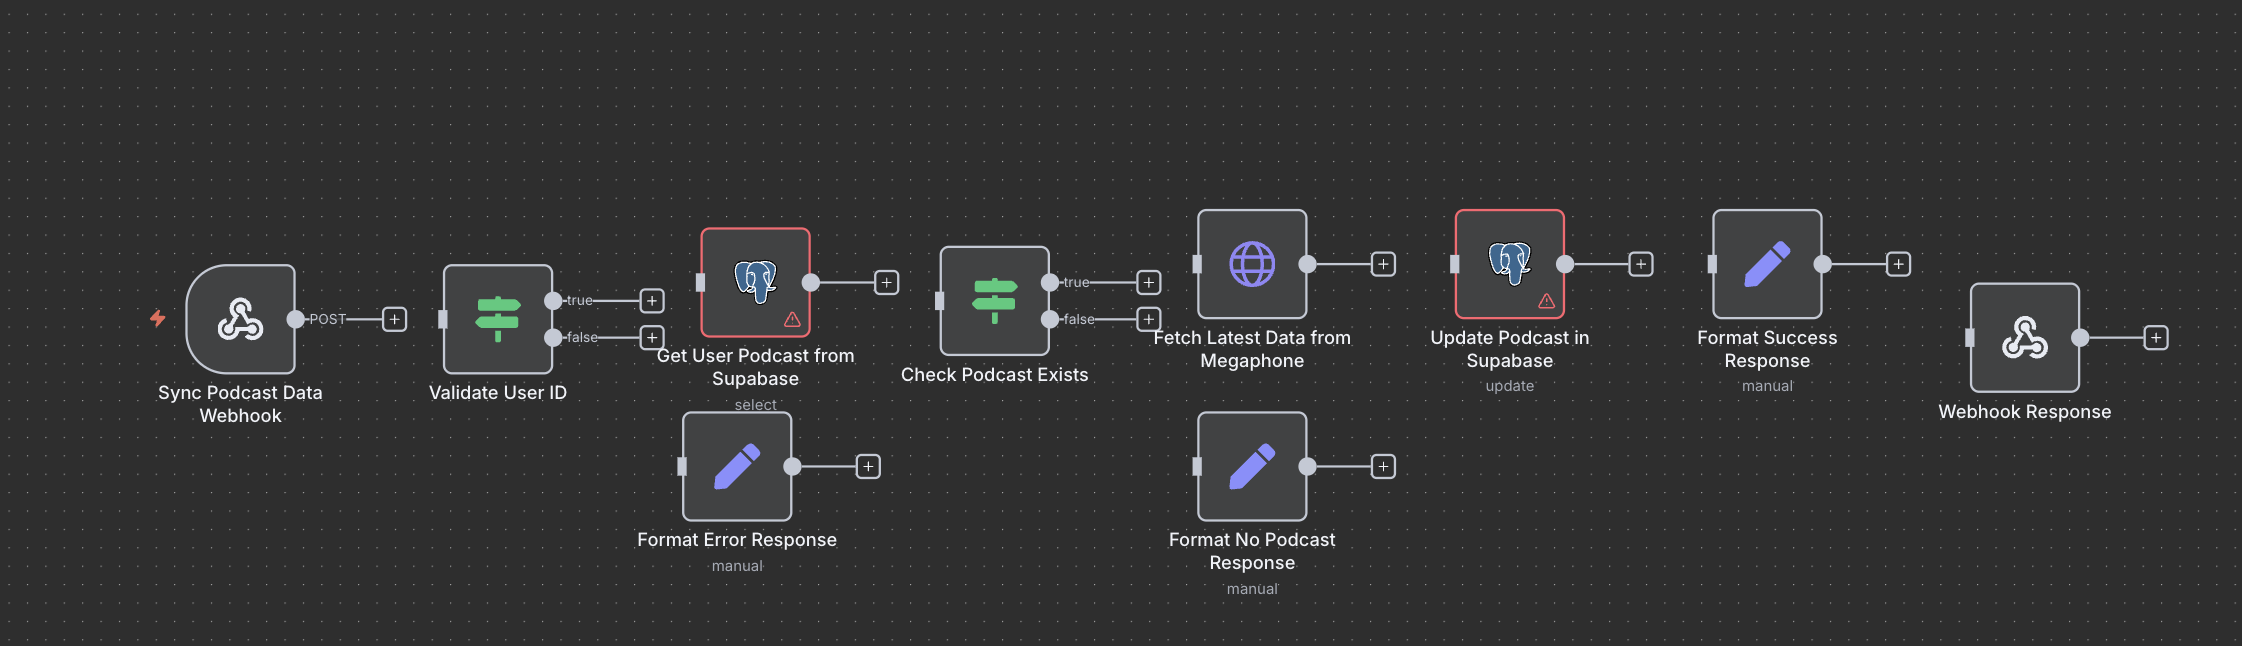 POST
Sync Podcast Data
Webhook
true
false
Validate User ID
Get User Podcast from
Supabase
select
true
false
Check Podcast Exists
Fetch Latest Data from
Megaphone
Update Podcast in
Supabase
update
Format Success
Response
manual
Webhook Response
Format Error Response
manual
Format No Podcast
Response
manual